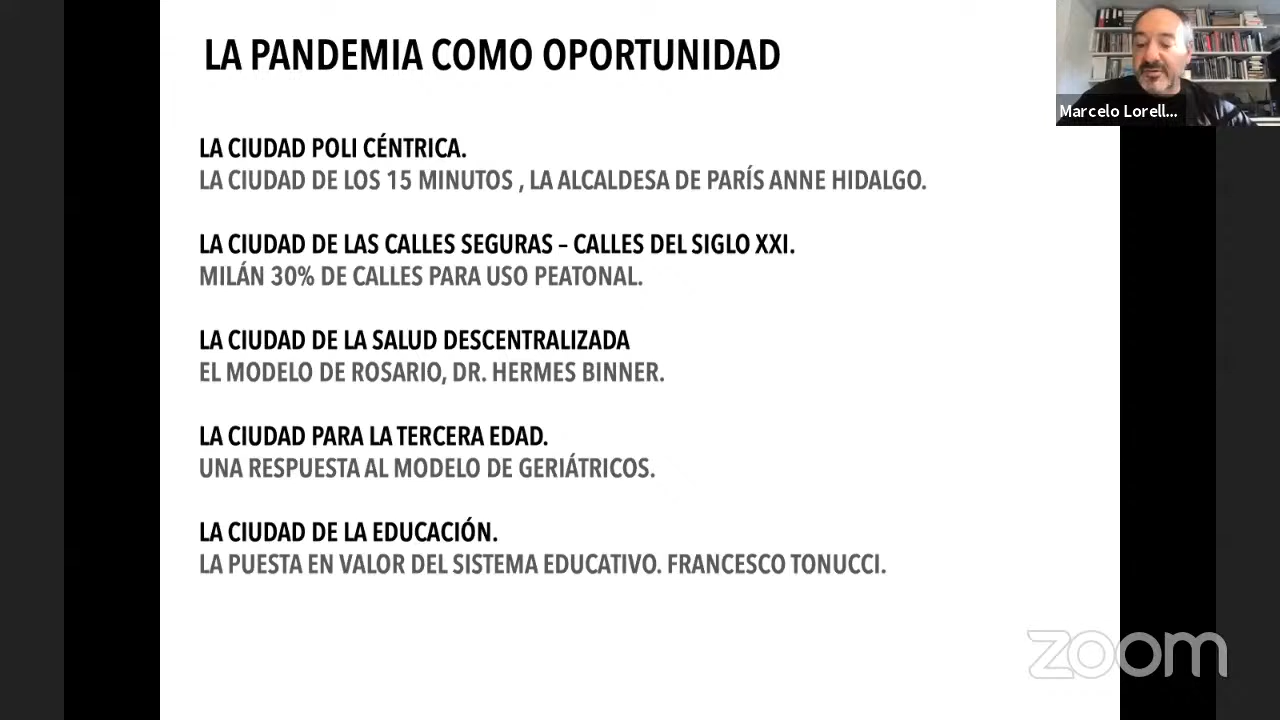 LA PANDEMIA COMO OPORTUNIDAD
Marcelo Lorell...
LA CIUDAD POLI CÉNTRICA.
LA CIUDAD DE LOS 15 MINUTOS , LA ALCALDESA DE PARÍS ANNE HIDALGO.
LA CIUDAD DE LAS CALLES SEGURAS – CALLES DEL SIGLO XXI.
MILÁN 30% DE CALLES PARA USO PEATONAL.
LA CIUDAD DE LA SALUD DESCENTRALIZADA
EL MODELO DE ROSARIO, DR. HERMES BINNER.
LA CIUDAD PARA LA TERCERA EDAD.
UNA RESPUESTA AL MODELO DE GERIÁTRICOS.
LA CIUDAD DE LA EDUCACIÓN.
LA PUESTA EN VALOR DEL SISTEMA EDUCATIVO. FRANCESCO TONUCCI.
zoom